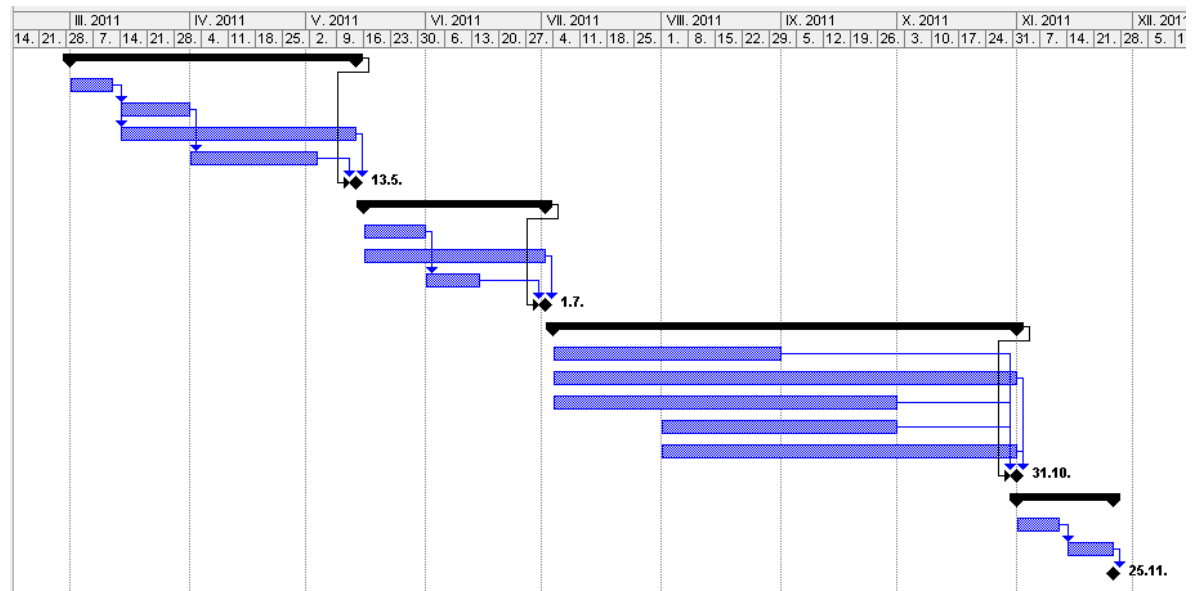 III. 2011 IV. 2011 V. 2011 VI. 2011 VII. 2011 VIII. 2011 IX. 2011 X. 2011 XI. 2011 XII. 2011
14. 21. 28. 7. 14. 21. 28. 4. 11. 18. 25. 2. 9. 16. 23. 30. 6. 13. 20. 27. 4. 11. 18. 25. 1. 8. 15. 22. 29. 5. 12. 19. 26. 3. 10. 17. 24. 31. 7. 14. 21. 28. 5. 1
13.5.
1.7.
31.10.
25.11.